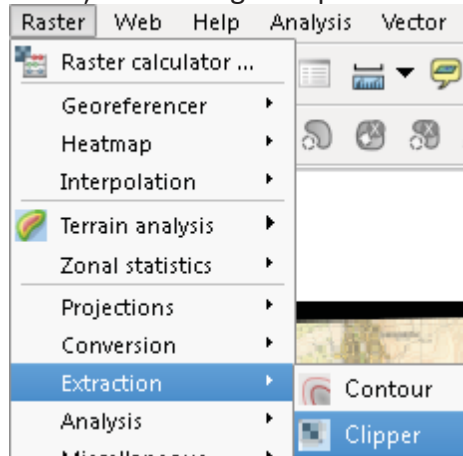 Raster Web Help Analysis Vector
Raster calculator ...
Georeferencer
Heatmap
Interpolation
Terrain analysis
Zonal statistics
Projections
Conversion
Extraction
Contour
Analysis
Clipper